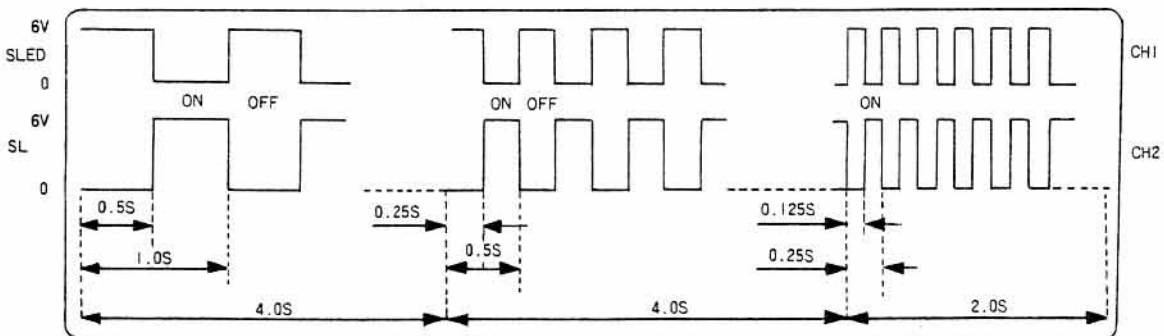 6V
SLED
0
CH1
ON OFF
ON OFF
ON
6V
SL
0
CH2
0.5S
0.25S
0.125S
1.0S
0.5S
0.25S
4.0S
4.0S
2.0S